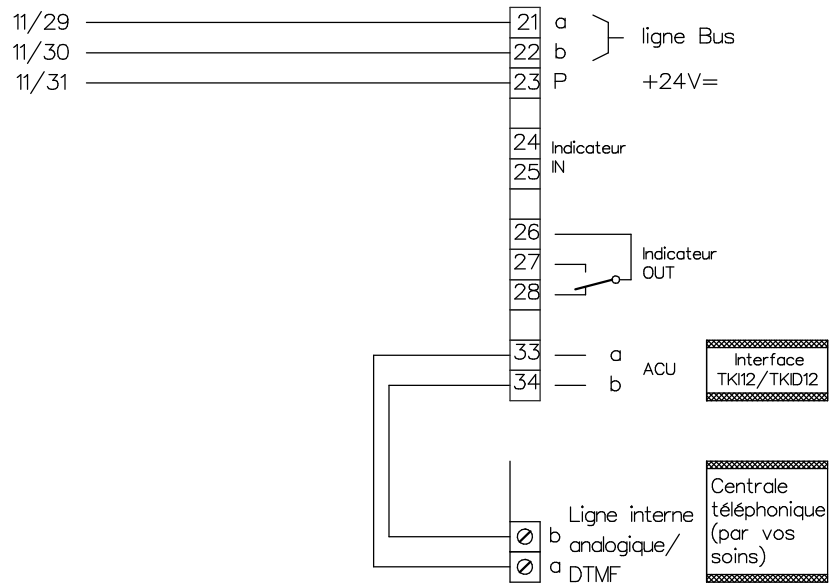 11/29 21 a ligne Bus
11/30 22 b
11/31 23 P +24V=
24 Indicateur
25 IN
26
27 Indicateur
28 OUT
33 a ACU Interface
34 b TKI12/TKID12
Centrale
téléphonique
(par vos
soins)
Ligne interne
b analogique/
a DTMF